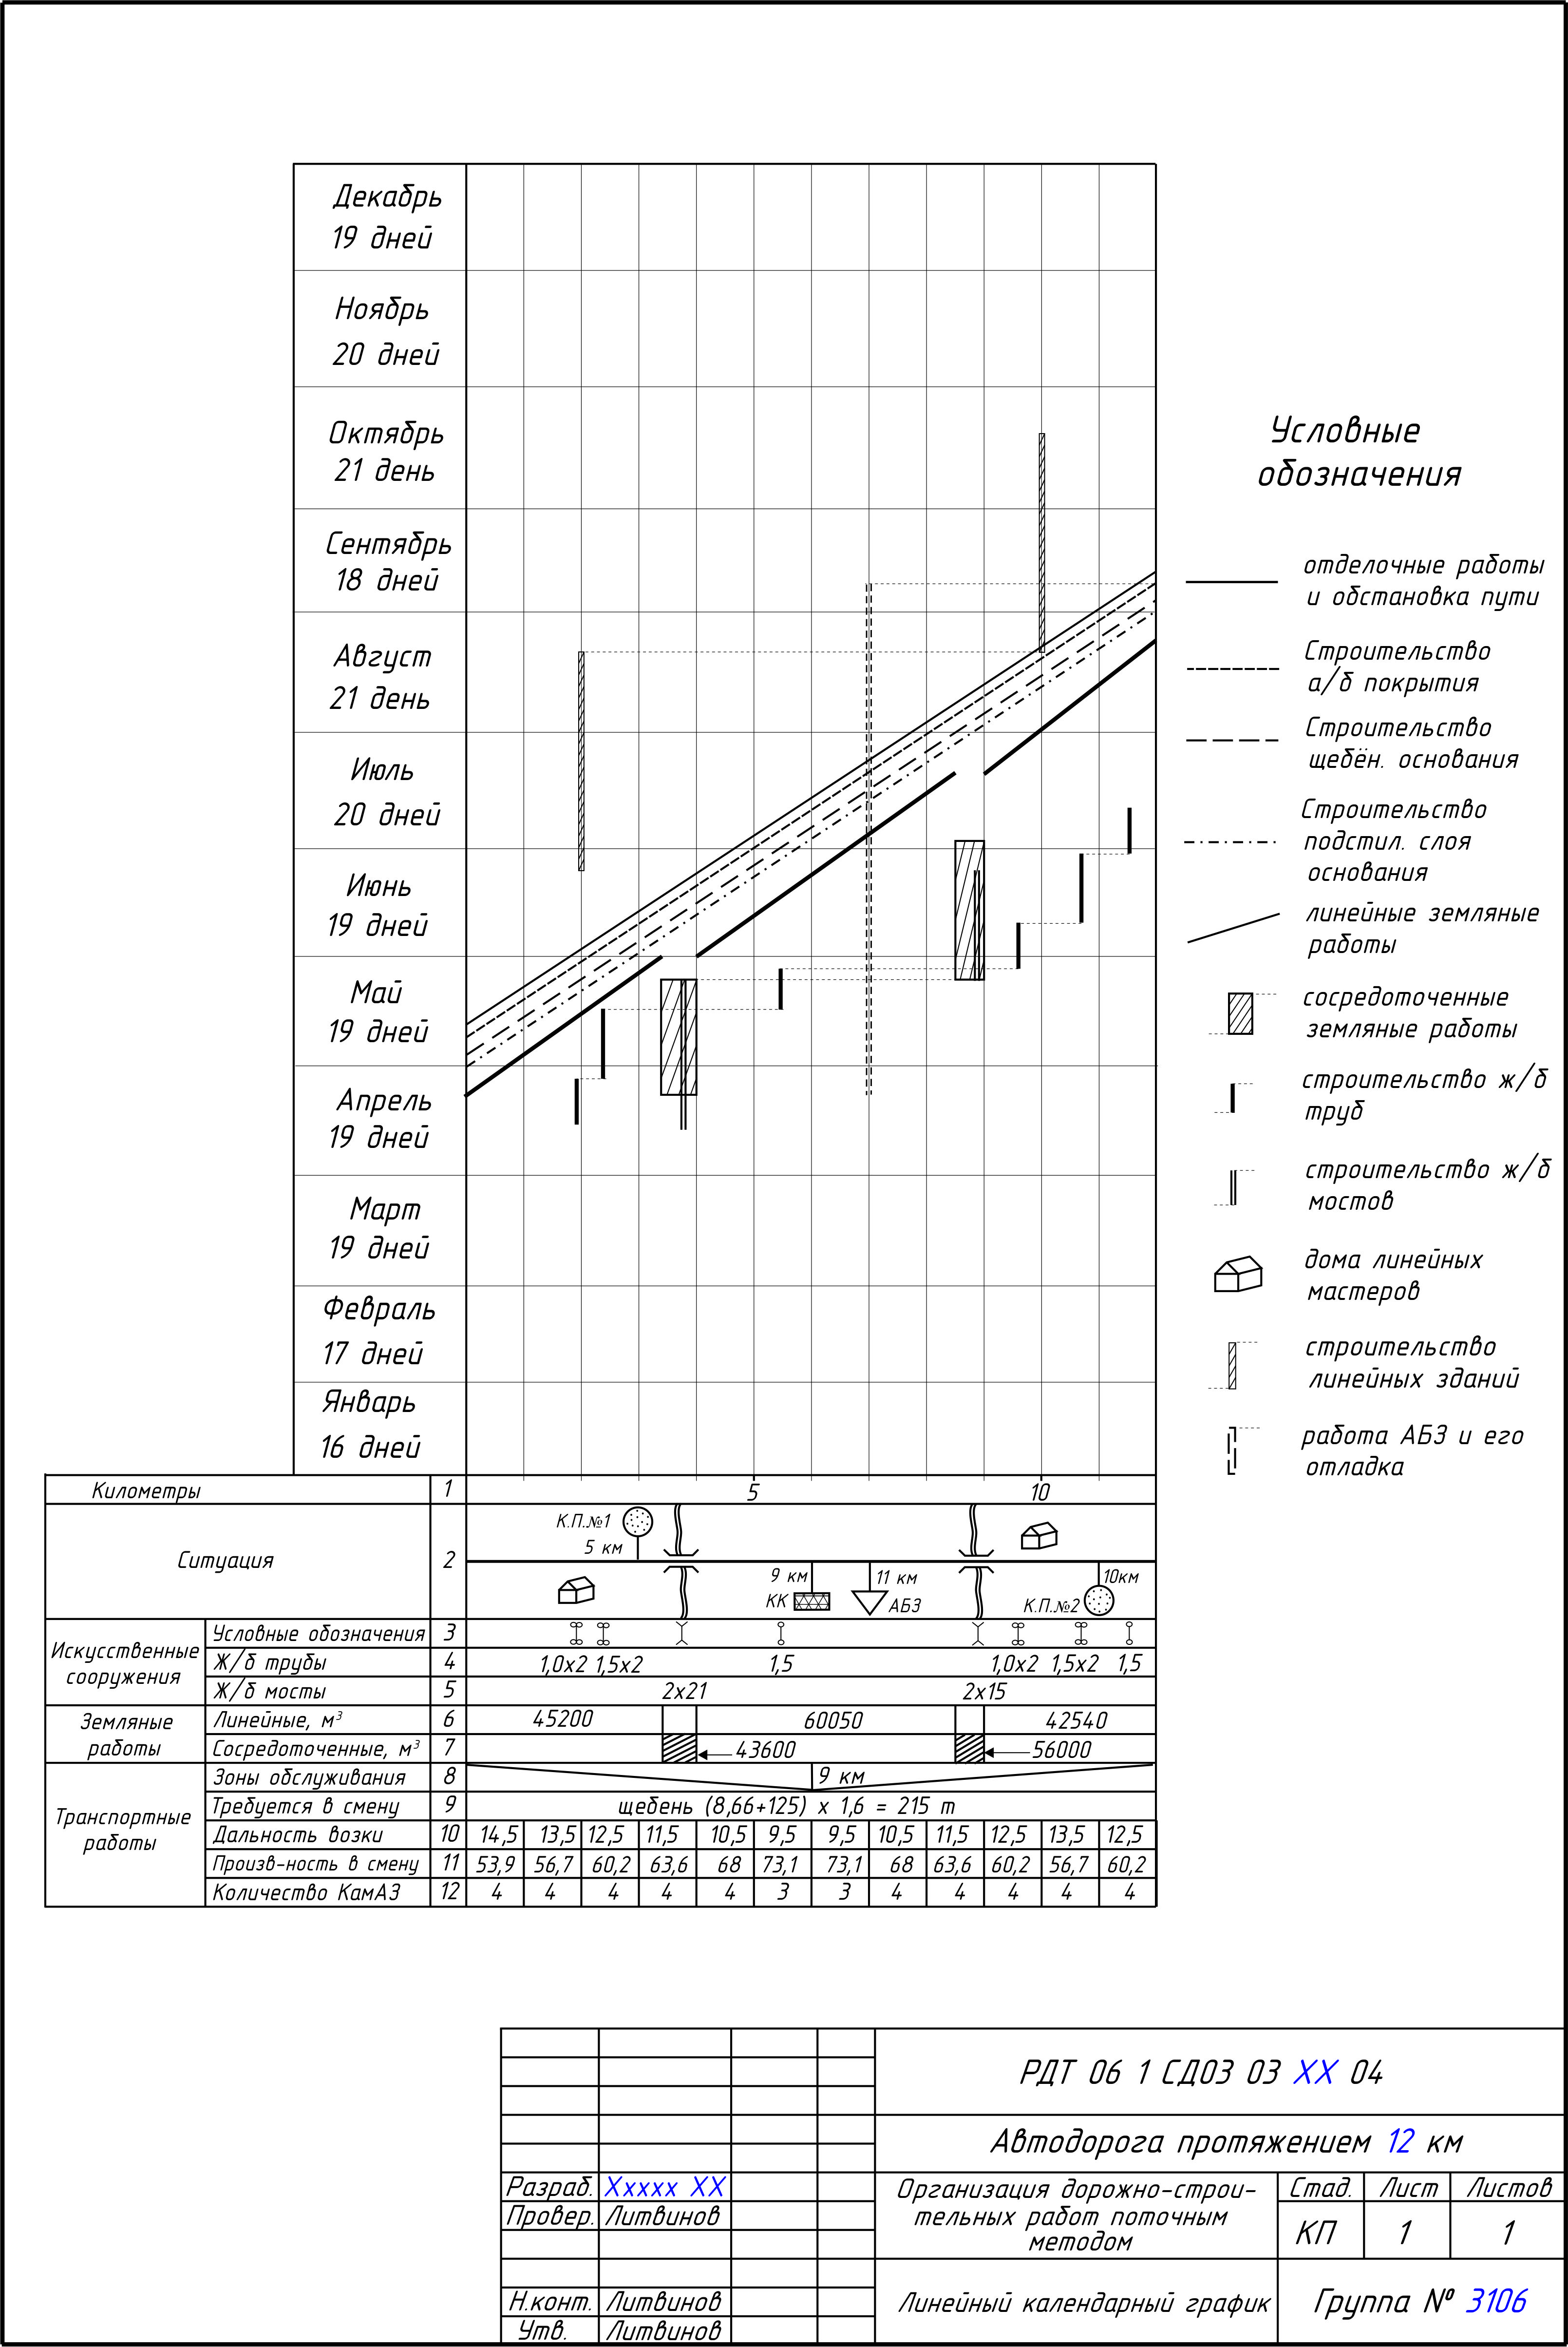 Декабрь
19 дней
Ноябрь
20 дней
Октябрь
21 день
Сентябрь
18 дней
Август
21 день
Июль
20 дней
Июнь
19 дней
Май
19 дней
Апрель
19 дней
Март
19 дней
Февраль
17 дней
Январь
16 дней
Условные
обозначения
отделочные работы
и обстановка пути
Строительство
а/б покрытия
Строительство
щебён. основания
Строительство
подстил. слоя
основания
линейные земляные
работы
сосредоточенные
земляные работы
строительство ж/б
труб
строительство ж/б
мостов
дома линейных
мастеров
строительство
линейных зданий
работа АБЗ и его
отладка
Километры 1 5 10
Ситуация 2
К.П.№1
5 км
9 км
КК
11 км
АБЗ
10км
К.П.№2
Искусственные
сооружения
Условные обозначения 3
Ж/б трубы 4 1,0х2 1,5х2 1,5 1,0х2 1,5х2 1,5
Ж/б мосты 5 2х21 2х15
Земляные
работы
Линейные, м³ 6 45200 60050 42540
Сосредоточенные, м³ 7 43600 56000
Транспортные
работы
Зоны обслуживания 8 9 км
Требуется в смену 9 щебень (8,66+125) х 1,6 = 215 т
Дальность возки 10 14,5 13,5 12,5 11,5 10,5 9,5 9,5 10,5 11,5 12,5 13,5 12,5
Произв-ность в смену 11 53,9 56,7 60,2 63,6 68 73,1 73,1 68 63,6 60,2 56,7 60,2
Количество КамАЗ 12 4 4 4 4 4 3 3 4 4 4 4 4
РДТ 06 1 СД03 03 ХХ 04
Автодорога протяжением 12 км
Разраб. Ххххх ХХ
Провер. Литвинов
Н.конт. Литвинов
Утв. Литвинов
Организация дорожно-строи-
тельных работ поточным
методом
Стад. Лист Листов
КП 1 1
Линейный календарный график
Группа № 3106